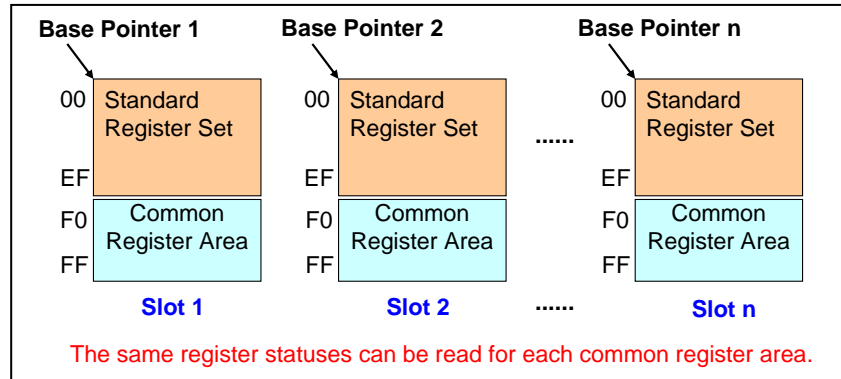 Base Pointer 1 Base Pointer 2 Base Pointer n
00 Standard Register Set 00 Standard Register Set 00 Standard Register Set
......
EF EF EF
F0 Common Register Area F0 Common Register Area F0 Common Register Area
FF FF FF
Slot 1 Slot 2 ...... Slot n
The same register statuses can be read for each common register area.